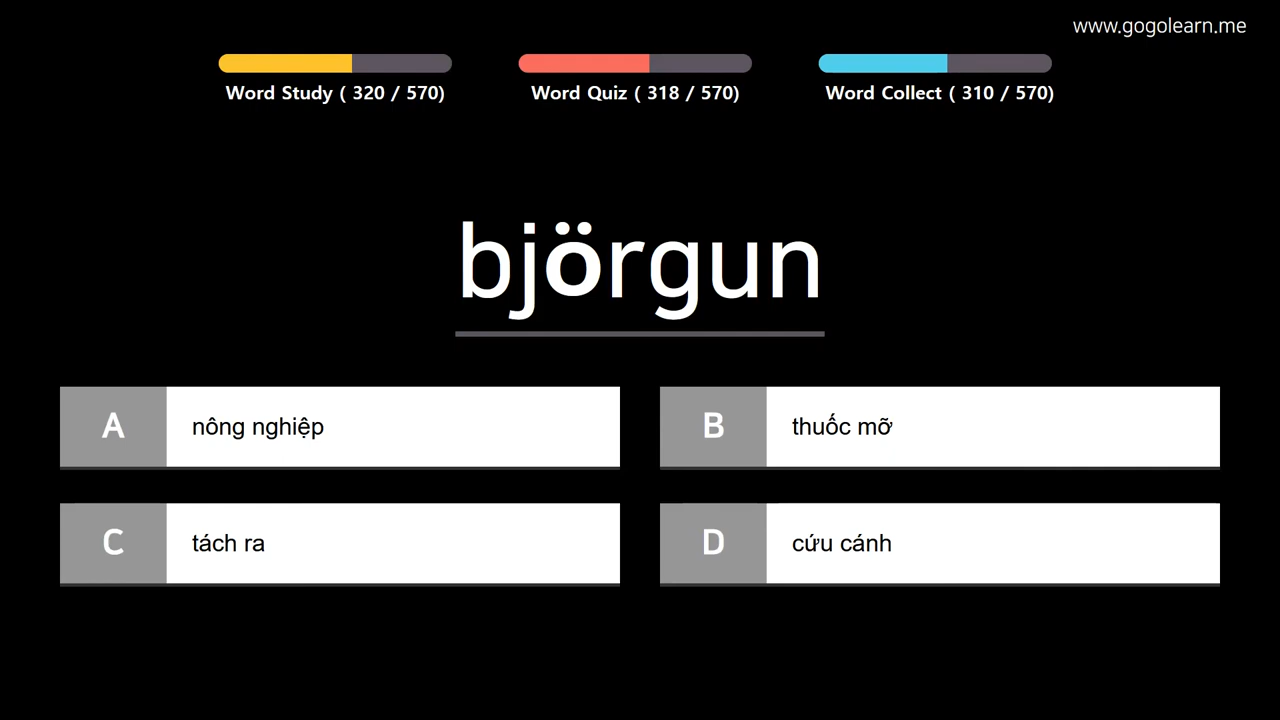 www.gogolearn.me
Word Study ( 320 / 570)
Word Quiz ( 318 / 570)
Word Collect ( 310 / 570)
björgun
A nông nghiệp
B thuốc mỡ
C tách ra
D cứu cánh